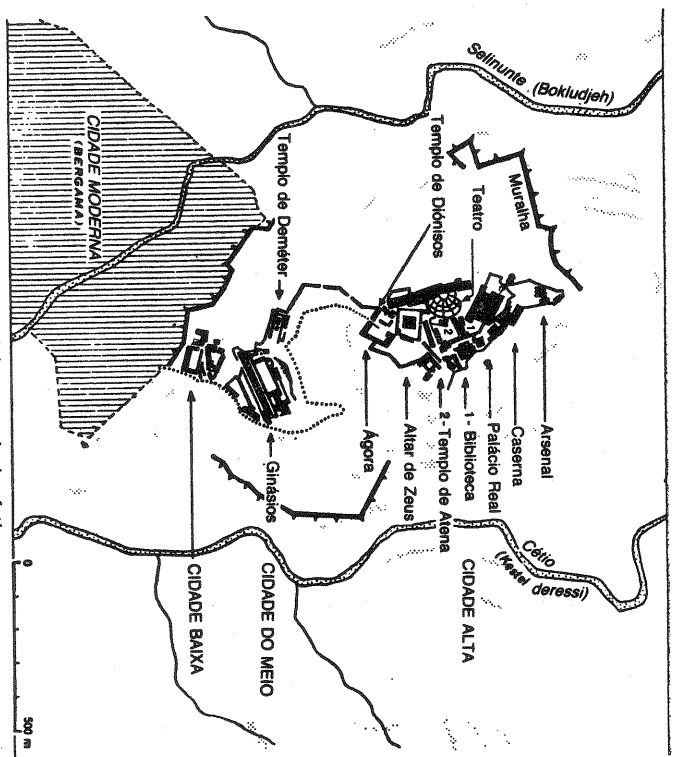 Selinunte (Bokludjeh)
Muralha
Teatro
Templo de Diónisos
Templo de Deméter
CIDADE MODERNA
(BERGAMA)
Arsenal
Caserna
Palácio Real
1 - Biblioteca
2 - Templo de Atena
Altar de Zeus
Ágora
Ginásios
1
2
Cétio
(Kestel deressi)
CIDADE ALTA
CIDADE DO MEIO
CIDADE BAIXA
0
500 m